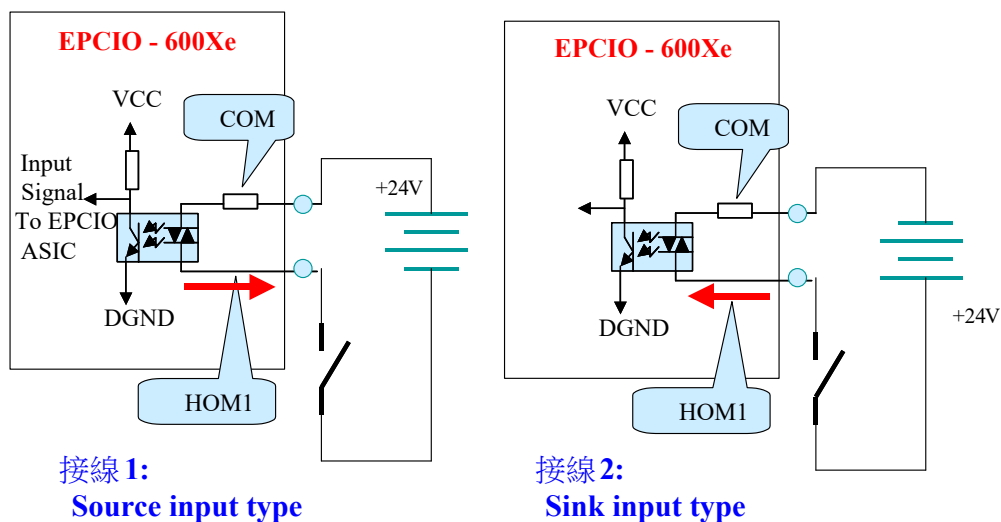 EPCIO - 600Xe
VCC
COM
Input
Signal
To EPCIO
ASIC
+24V
DGND
HOM1
接線 1:
Source input type
EPCIO - 600Xe
VCC
COM
DGND
+24V
HOM1
接線 2:
Sink input type